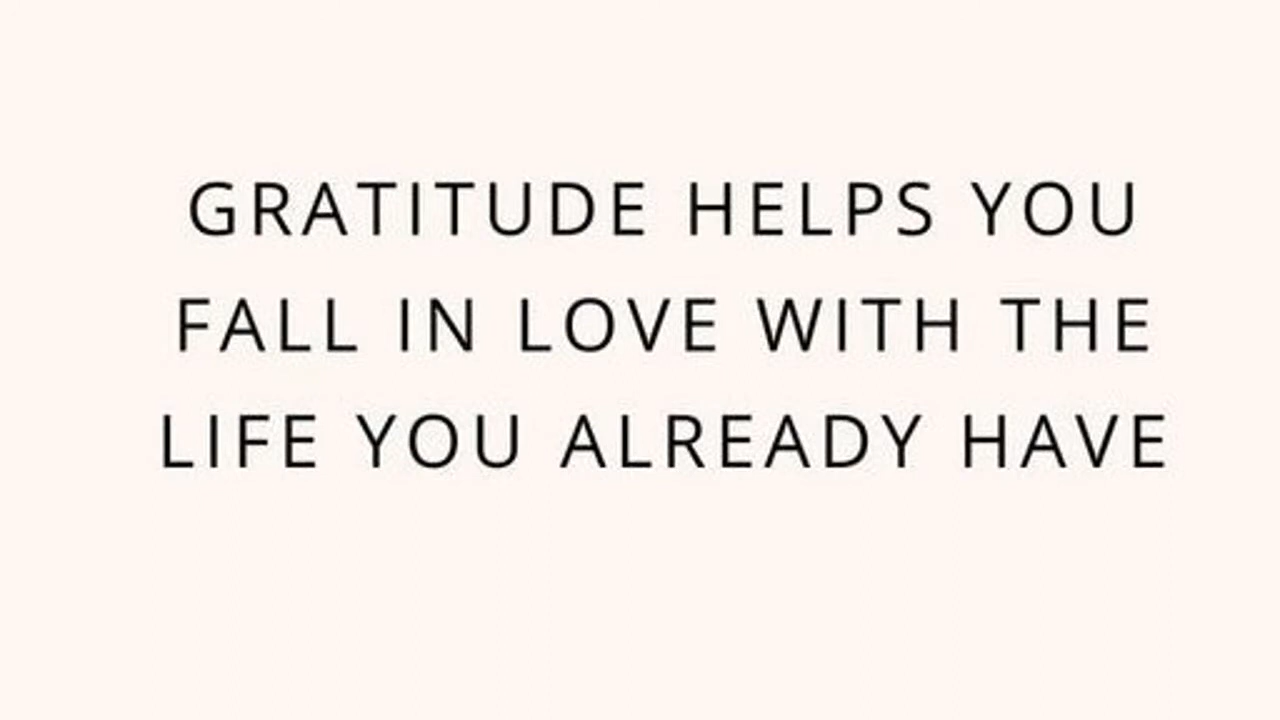 GRATITUDE HELPS YOU
FALL IN LOVE WITH THE
LIFE YOU ALREADY HAVE